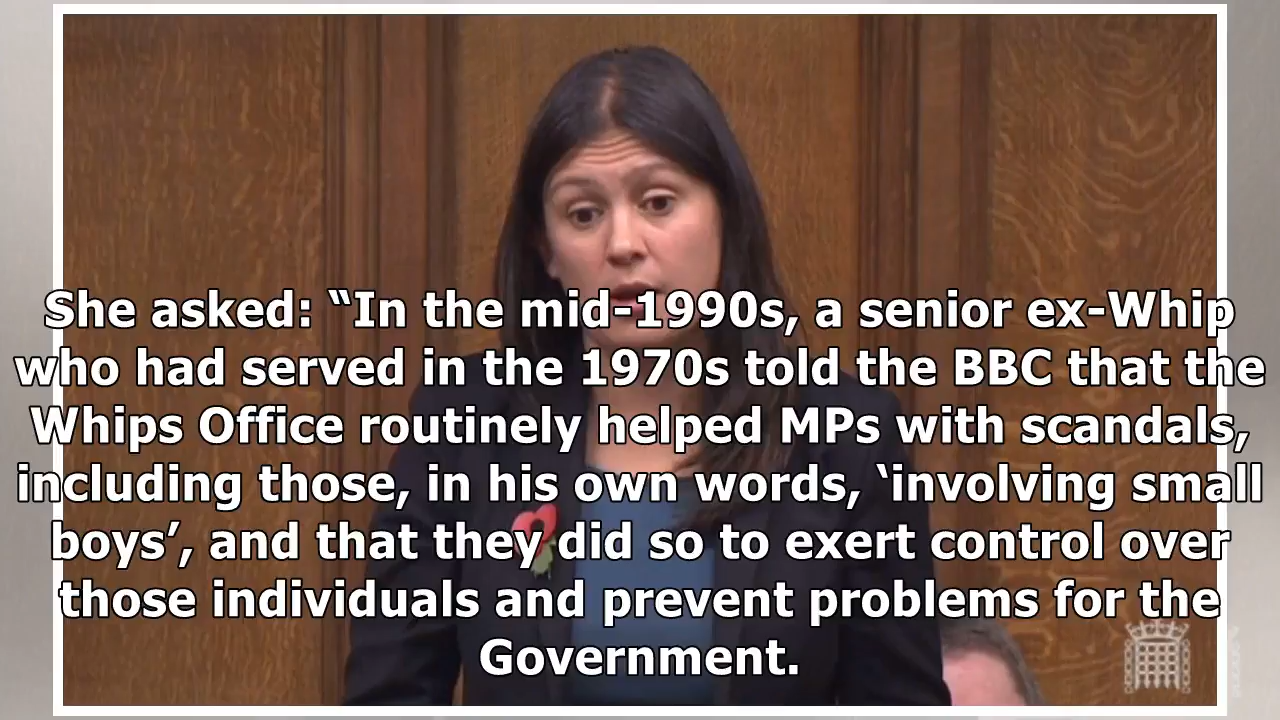 She asked: “In the mid-1990s, a senior ex-Whip
who had served in the 1970s told the BBC that the
Whips Office routinely helped MPs with scandals,
including those, in his own words, ‘involving small
boys’, and that they did so to exert control over
those individuals and prevent problems for the
Government.